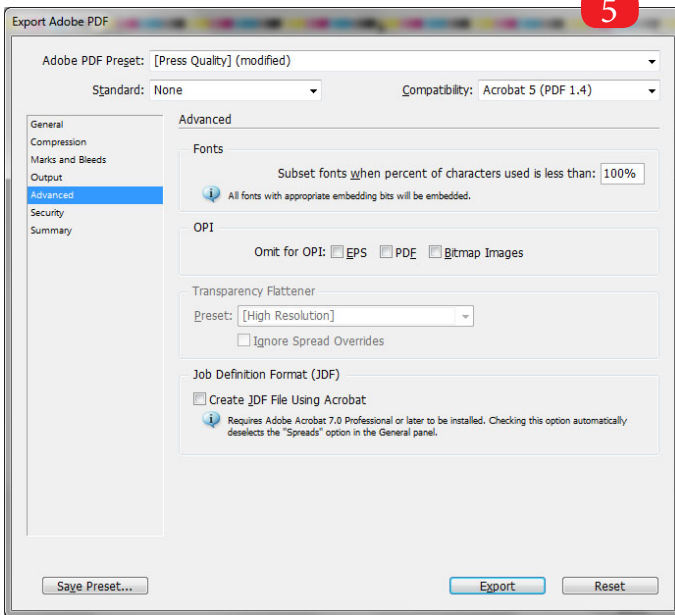 5
Export Adobe PDF
Adobe PDF Preset: [Press Quality] (modified)
Standard: None Compatibility: Acrobat 5 (PDF 1.4)
General
Compression
Marks and Bleeds
Output
Advanced
Security
Summary
Advanced
Fonts
Subset fonts when percent of characters used is less than: 100%
All fonts with appropriate embedding bits will be embedded.
OPI
Omit for OPI: EPS PDF Bitmap Images
Transparency Flattener
Preset: [High Resolution]
Ignore Spread Overrides
Job Definition Format (JDF)
Create JDF File Using Acrobat
Requires Adobe Acrobat 7.0 Professional or later to be installed. Checking this option automatically
deselects the "Spreads" option in the General panel.
Save Preset... Export Reset